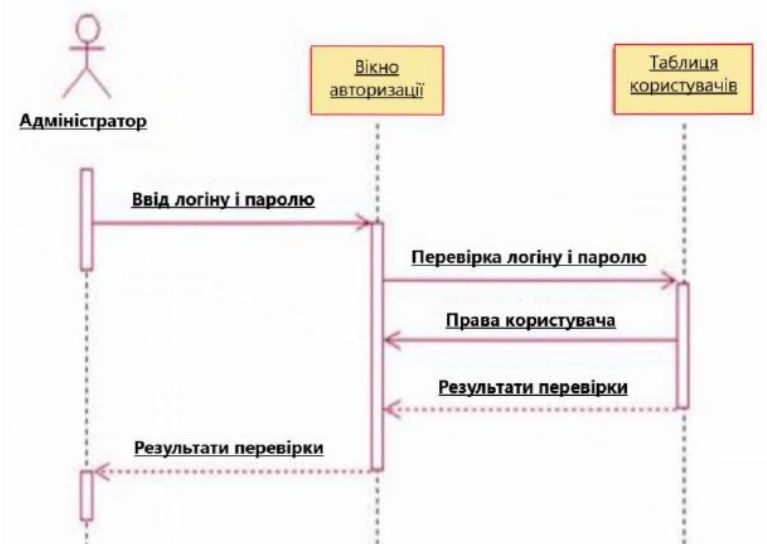 Вікно
авторизації
Таблиця
користувачів
Адміністратор
Ввід логіну і паролю
Перевірка логіну і паролю
Права користувача
Результати перевірки
Результати перевірки